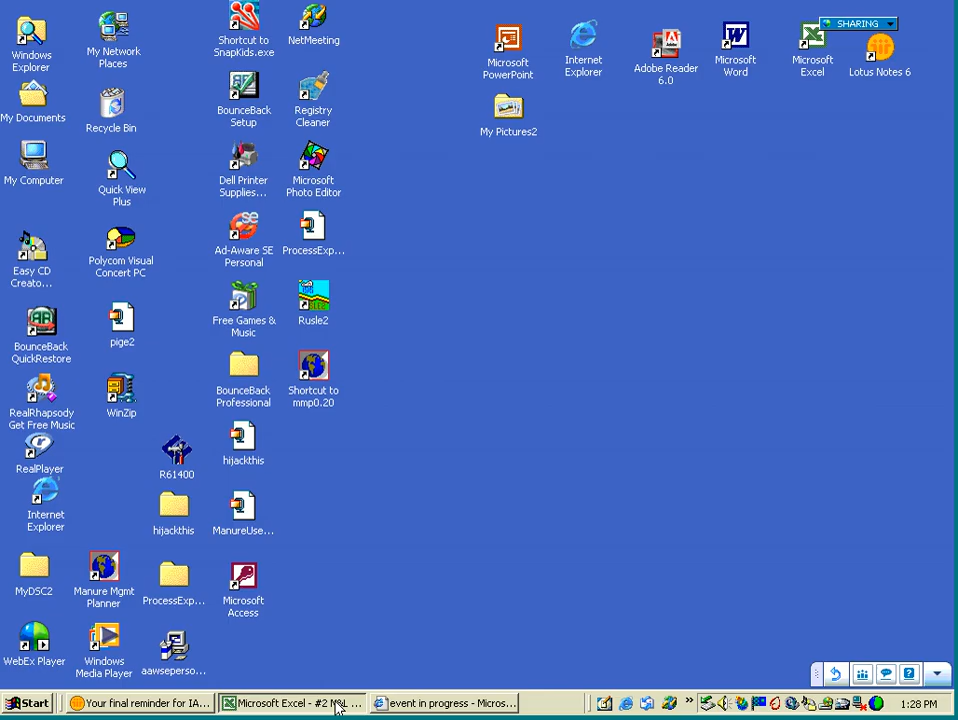 Windows
Explorer
My Network
Places
Shortcut to
SnapKids.exe
NetMeeting
Microsoft
PowerPoint
Internet
Explorer
Adobe Reader
6.0
Microsoft
Word
Microsoft
Excel
SHARING
Lotus Notes 6
My Documents
Recycle Bin
BounceBack
Setup
Registry
Cleaner
My Pictures2
My Computer
Quick View
Plus
Dell Printer
Supplies...
Microsoft
Photo Editor
Easy CD
Creato...
Polycom Visual
Concert PC
Ad-Aware SE
Personal
ProcessExp...
BounceBack
QuickRestore
pige2
Free Games &
Music
Rusle2
RealRhapsody
Get Free Music
WinZip
BounceBack
Professional
Shortcut to
mmp0.20
RealPlayer
R61400
hijackthis
Internet
Explorer
hijackthis
ManureUse...
MyDSC2
Manure Mgmt
Planner
ProcessExp...
Microsoft
Access
WebEx Player
Windows
Media Player
aawseperso...
Start
Your final reminder for IA...
Microsoft Excel - #2
event in progress - Micros...
1:28 PM